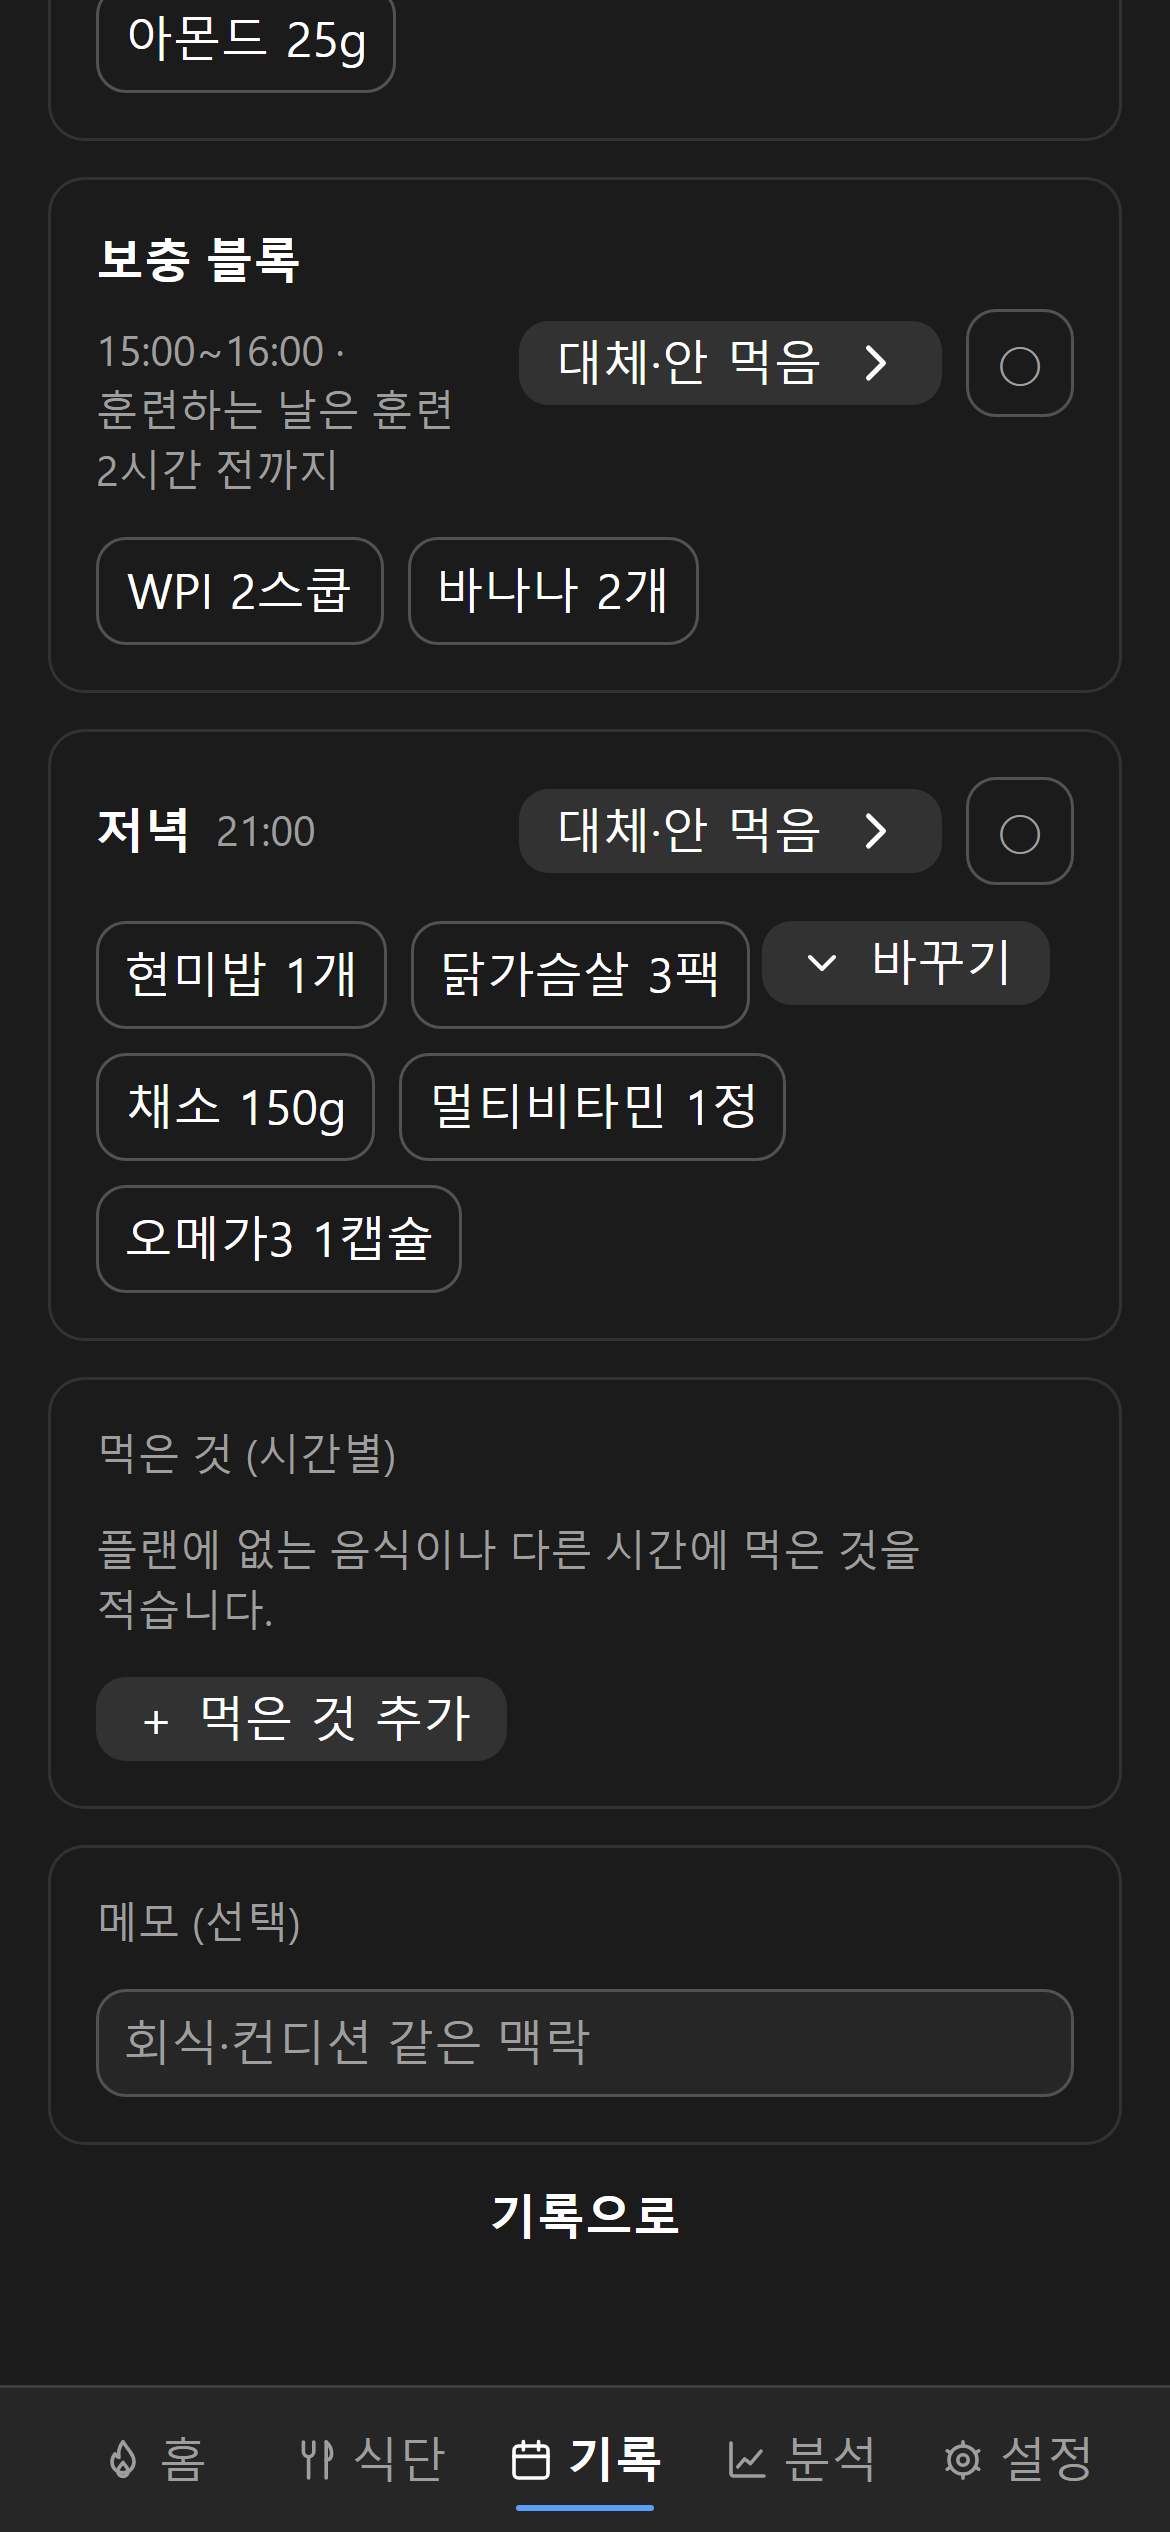 아몬드 25g
보충 블록
15:00~16:00 ·
훈련하는 날은 훈련
2시간 전까지
대체·안 먹음
WPI 2스쿱
바나나 2개
저녁 21:00
대체·안 먹음
현미밥 1개
닭가슴살 3팩
바꾸기
채소 150g
멀티비타민 1정
오메가3 1캡슐
먹은 것 (시간별)
플랜에 없는 음식이나 다른 시간에 먹은 것을
적습니다.
+ 먹은 것 추가
메모 (선택)
회식·컨디션 같은 맥락
기록으로
홈
식단
기록
분석
설정